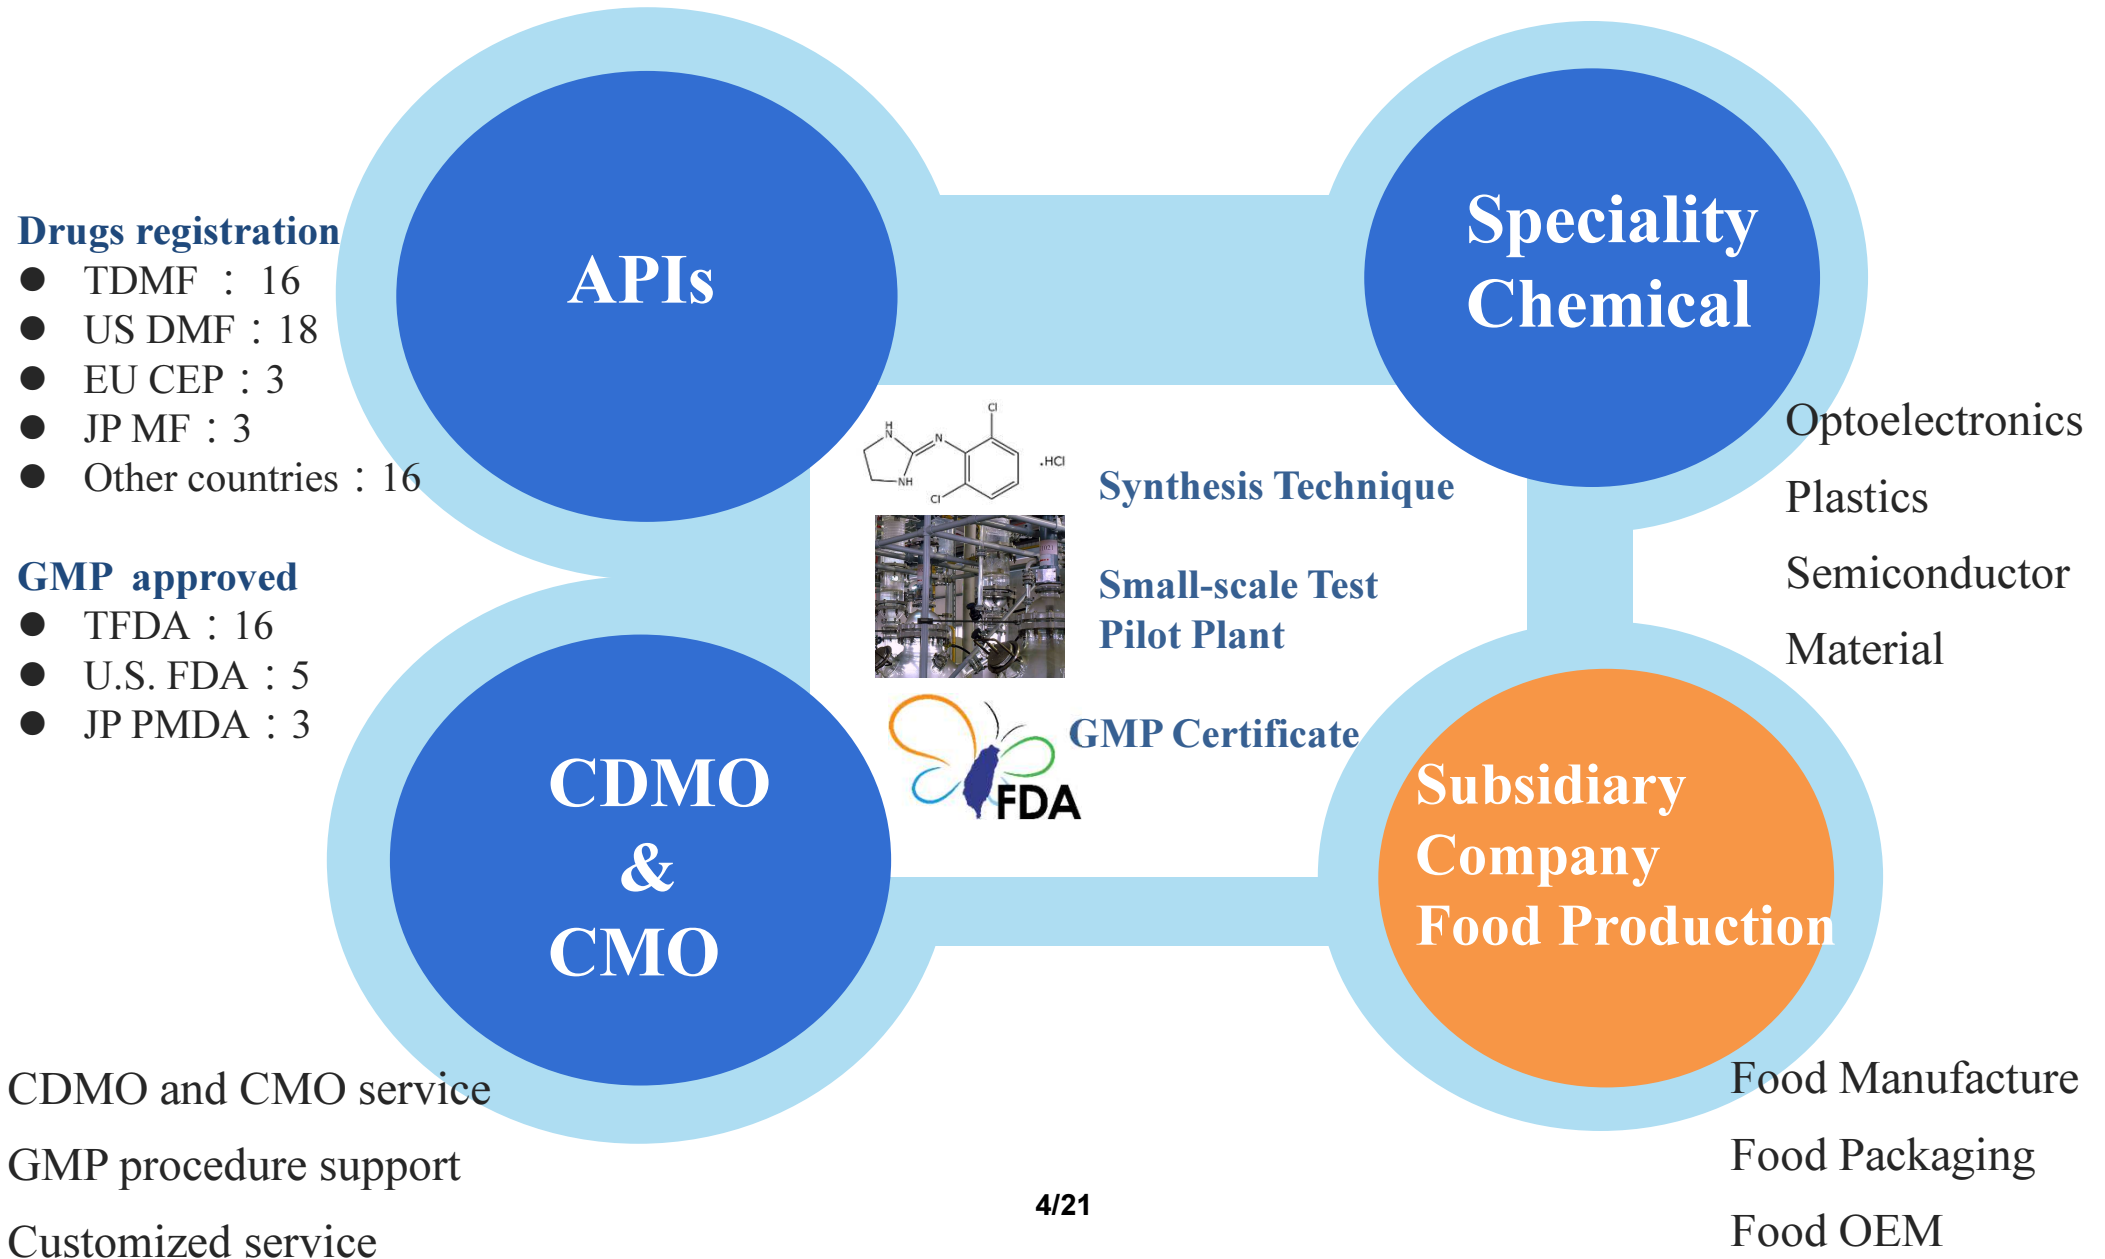 Drugs registration
● TDMF ： 16
● US DMF：18
● EU CEP：3
● JP MF：3
● Other countries：16
GMP approved
● TFDA：16
● U.S. FDA：5
● JP PMDA：3
APIs
Speciality
Chemical
Optoelectronics
Plastics
Semiconductor
Material
H
N
N
NH
Cl
Cl
.HCl
Synthesis Technique
Small-scale Test
Pilot Plant
GMP Certificate
FDA
CDMO
&
CMO
CDMO and CMO service
GMP procedure support
Customized service
Subsidiary
Company
Food Production
Food Manufacture
Food Packaging
Food OEM
4/21